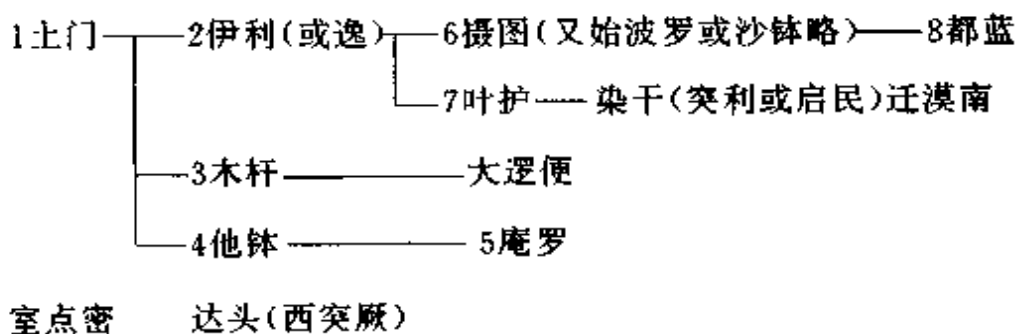 1土门 2伊利(或逸) 6摄图(又始波罗或沙钵略) 8都蓝
7叶护 染干(突利或启民)迁漠南
3木杆 大逻便
4他钵 5庵罗
室点密 达头(西突厥)